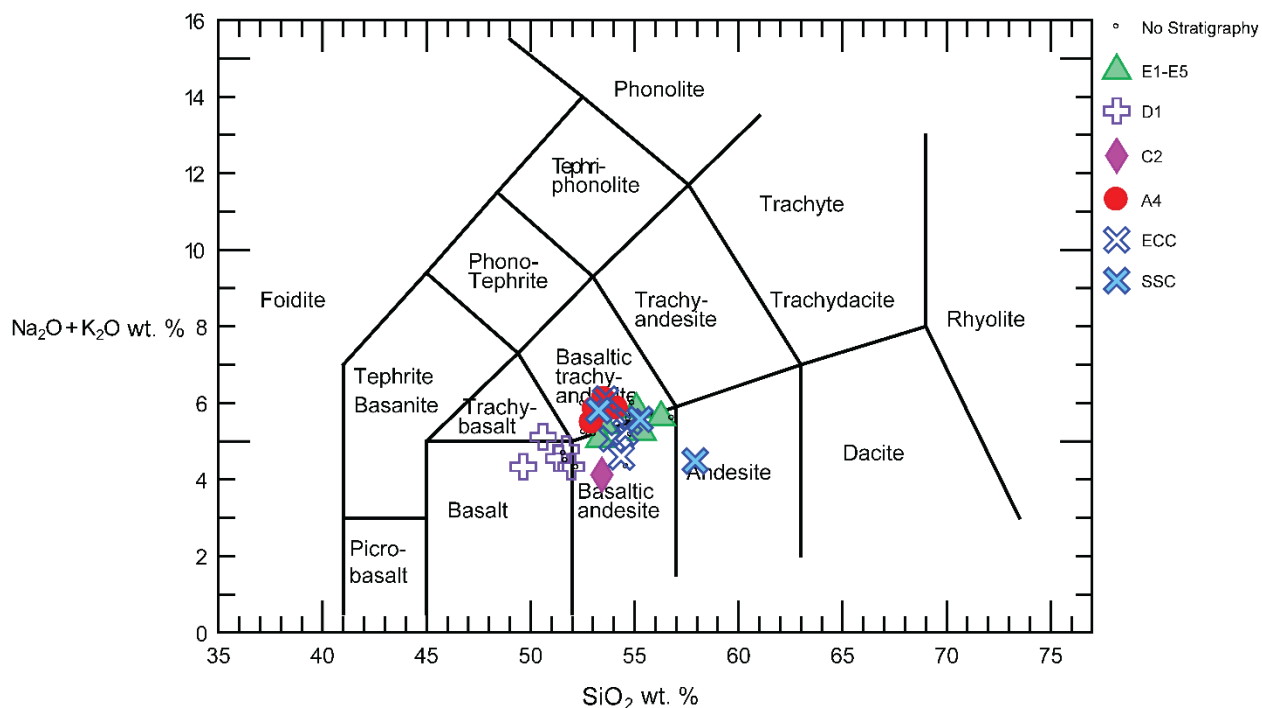 16
14
12
10
8
6
4
2
0
35
40
45
50
55
60
65
70
75
Na₂O+K₂O wt. %
SiO₂ wt. %
Phonolite
Tephri-
phonolite
Trachyte
Phono-
Tephrite
Foidite
Trachy-
andesite
Trachydacite
Rhyolite
Tephrite
Basanite
Basaltic
trachy-
andesite
Trachy-
basalt
Basalt
Basaltic
andesite
Andesite
Dacite
Picro-
basalt
No Stratigraphy
E1-E5
D1
C2
A4
ECC
SSC